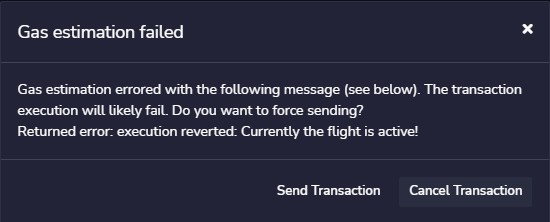 Gas estimation failed
Gas estimation errored with the following message (see below). The transaction
execution will likely fail. Do you want to force sending?
Returned error: execution reverted: Currently the flight is active!
Send Transaction
Cancel Transaction